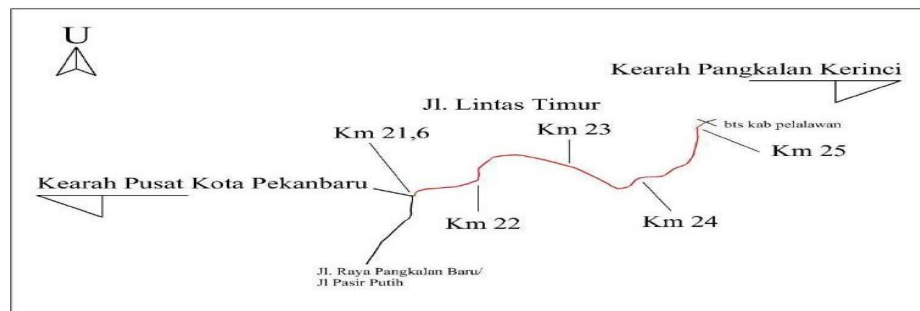 U
Kearah Pangkalan Kerinci
Jl. Lintas Timur
Km 21,6
Km 23
bts kab pelalawan
Km 25
Kearah Pusat Kota Pekanbaru
Km 22
Km 24
Jl. Raya Pangkalan Baru/
Jl Pasir Putih